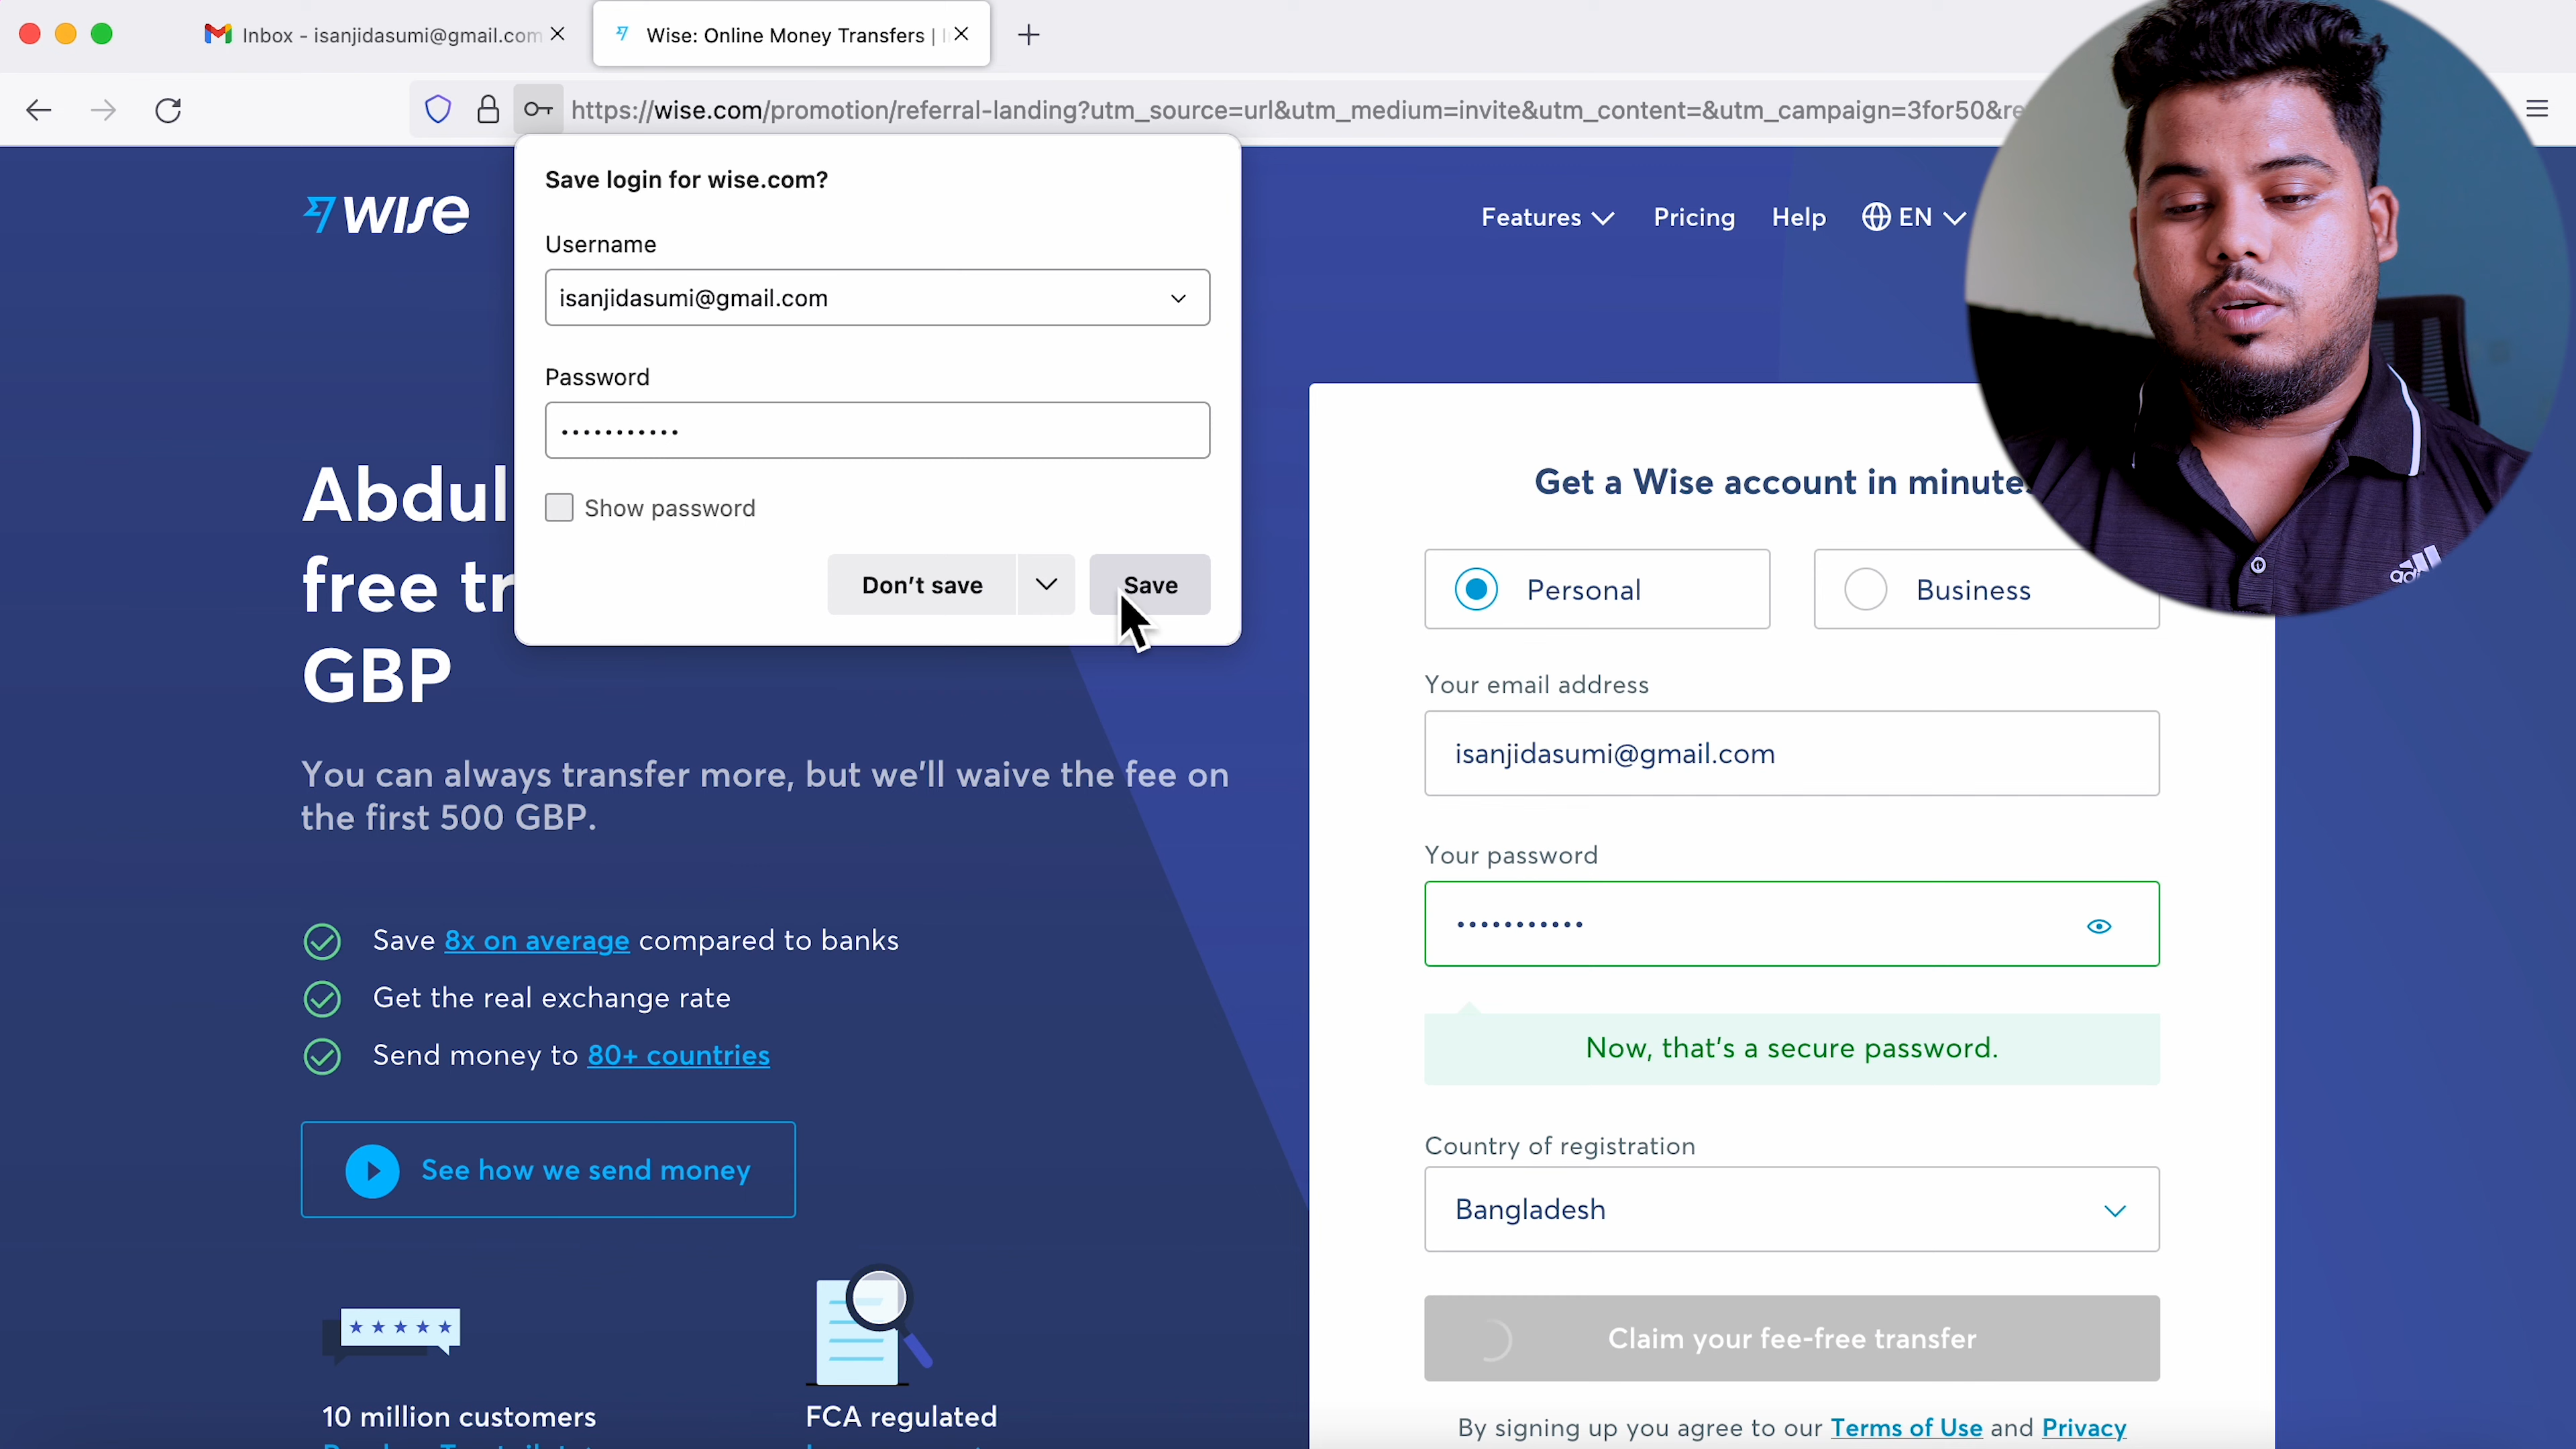 Inbox - isanjidasumi@gmail.com
Wise: Online Money Transfers |
https://wise.com/promotion/referral-landing?utm_source=url&utm_medium=invite&utm_content=&utm_campaign=3for50&re
WISE
Features
Pricing
Help
EN
Save login for wise.com?
Username
isanjidasumi@gmail.com
Password
•••••••••••
Show password
Don't save
Save
Abdul
free tr
GBP
You can always transfer more, but we'll waive the fee on
the first 500 GBP.
Save 8x on average compared to banks
Get the real exchange rate
Send money to 80+ countries
See how we send money
10 million customers
FCA regulated
Get a Wise account in minute
Personal
Business
Your email address
isanjidasumi@gmail.com
Your password
•••••••••••
Now, that's a secure password.
Country of registration
Bangladesh
Claim your fee-free transfer
By signing up you agree to our Terms of Use and Privacy